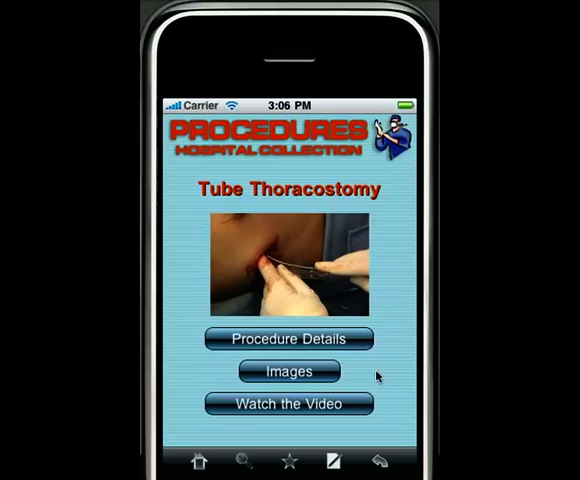 Carrier 3:06 PM
PROCEDURES
HOSPITAL COLLECTION
Tube Thoracostomy
Procedure Details
Images
Watch the Video